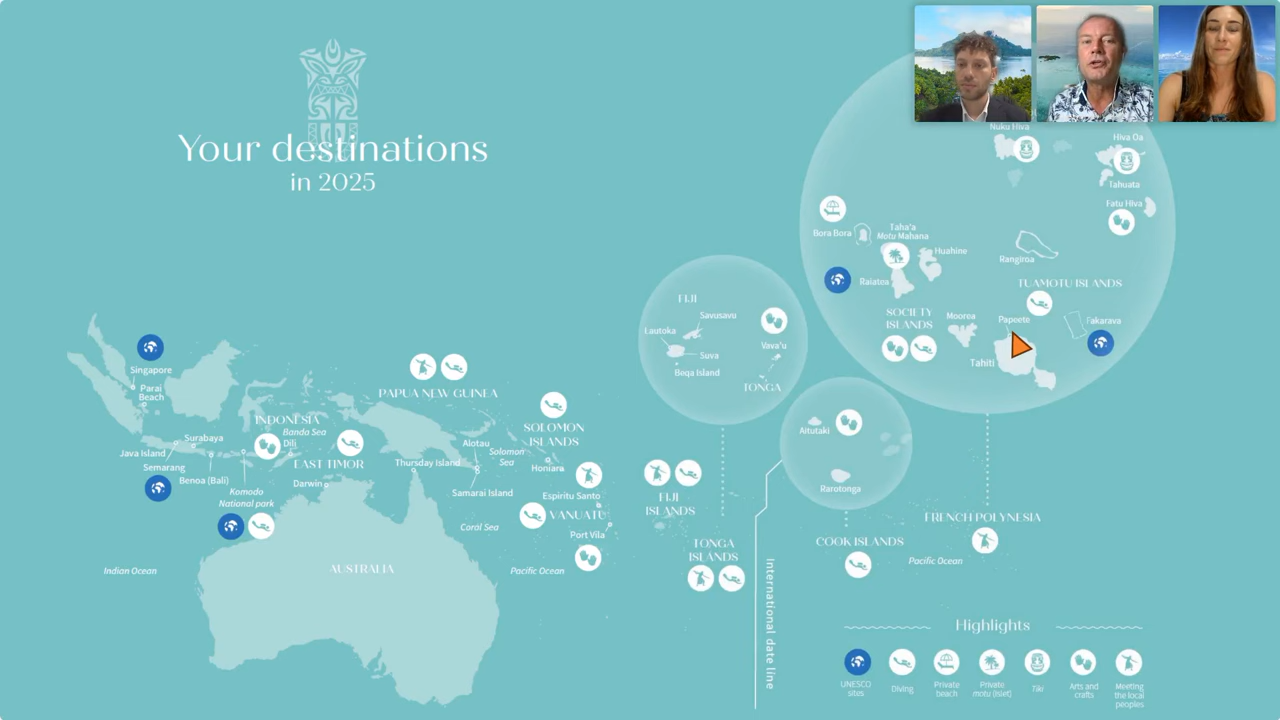 Your destinations
in 2025
Nuku Hiva
Hiva Oa
Tahuata
Fatu Hiva
Bora Bora
Taha'a
Motu Mahana
Huahine
Raiatea
Rangiroa
TUAMOTU ISLANDS
SOCIETY
ISLANDS
Moorea
Papeete
Fakarava
Tahiti
FIJI
Savusavu
Lautoka
Suva
Beqa Island
Vava'u
TONGA
Aitutaki
Rarotonga
Singapore
Parai
Beach
PAPUA NEW GUINEA
INDONESIA
Banda Sea
Dili
EAST TIMOR
Surabaya
Java Island
Semarang
Benoa (Bali)
Komodo
National park
Darwin
Thursday Island
Alotau
Solomon
Sea
Samarai Island
SOLOMON
ISLANDS
Honiara
Espiritu Santo
VANUATU
Coral Sea
Port Vila
FIJI
ISLANDS
TONGA
ISLANDS
COOK ISLANDS
FRENCH POLYNESIA
Pacific Ocean
Indian Ocean
AUSTRALIA
Pacific Ocean
International date line
Highlights
UNESCO
sites
Diving
Private
beach
Private
motu (islet)
Tiki
Arts and
crafts
Meeting
the local
peoples